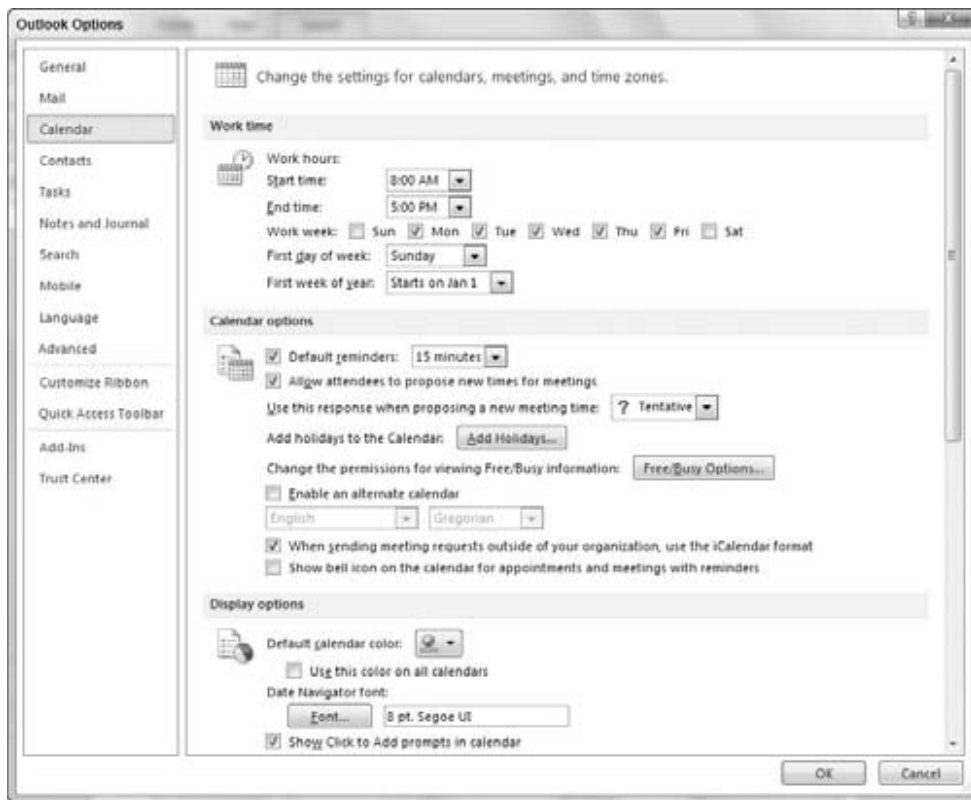 Outlook Options
General
Mail
Calendar
Contacts
Tasks
Notes and Journal
Search
Mobile
Language
Advanced
Customize Ribbon
Quick Access Toolbar
Add-Ins
Trust Center
Change the settings for calendars, meetings, and time zones.
Work time
Work hours:
Start time: 8:00 AM
End time: 5:00 PM
Work week: Sun Mon Tue Wed Thu Fri Sat
First day of week: Sunday
First week of year: Starts on Jan 1
Calendar options
Default reminders: 15 minutes
Allow attendees to propose new times for meetings
Use this response when proposing a new meeting time: ? Tentative
Add holidays to the Calendar: Add Holidays...
Change the permissions for viewing Free/Busy information: Free/Busy Options...
Enable an alternate calendar
English Gregorian
When sending meeting requests outside of your organization, use the iCalendar format
Show bell icon on the calendar for appointments and meetings with reminders
Display options
Default calendar color:
Use this color on all calendars
Date Navigator font:
Font... 8 pt. Segoe UI
Show Click to Add prompts in calendar
OK Cancel